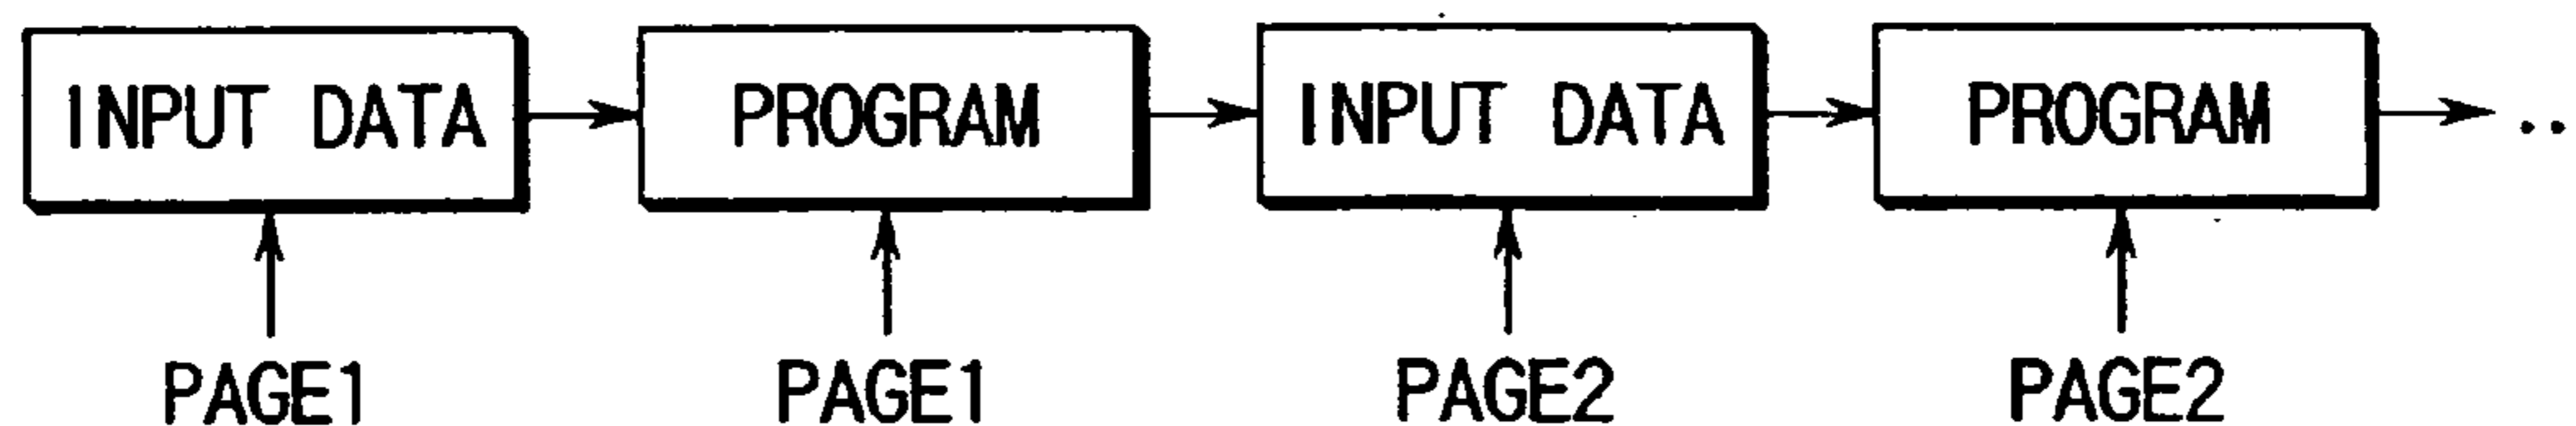 INPUT DATA PROGRAM INPUT DATA PROGRAM ..
PAGE1 PAGE1 PAGE2 PAGE2